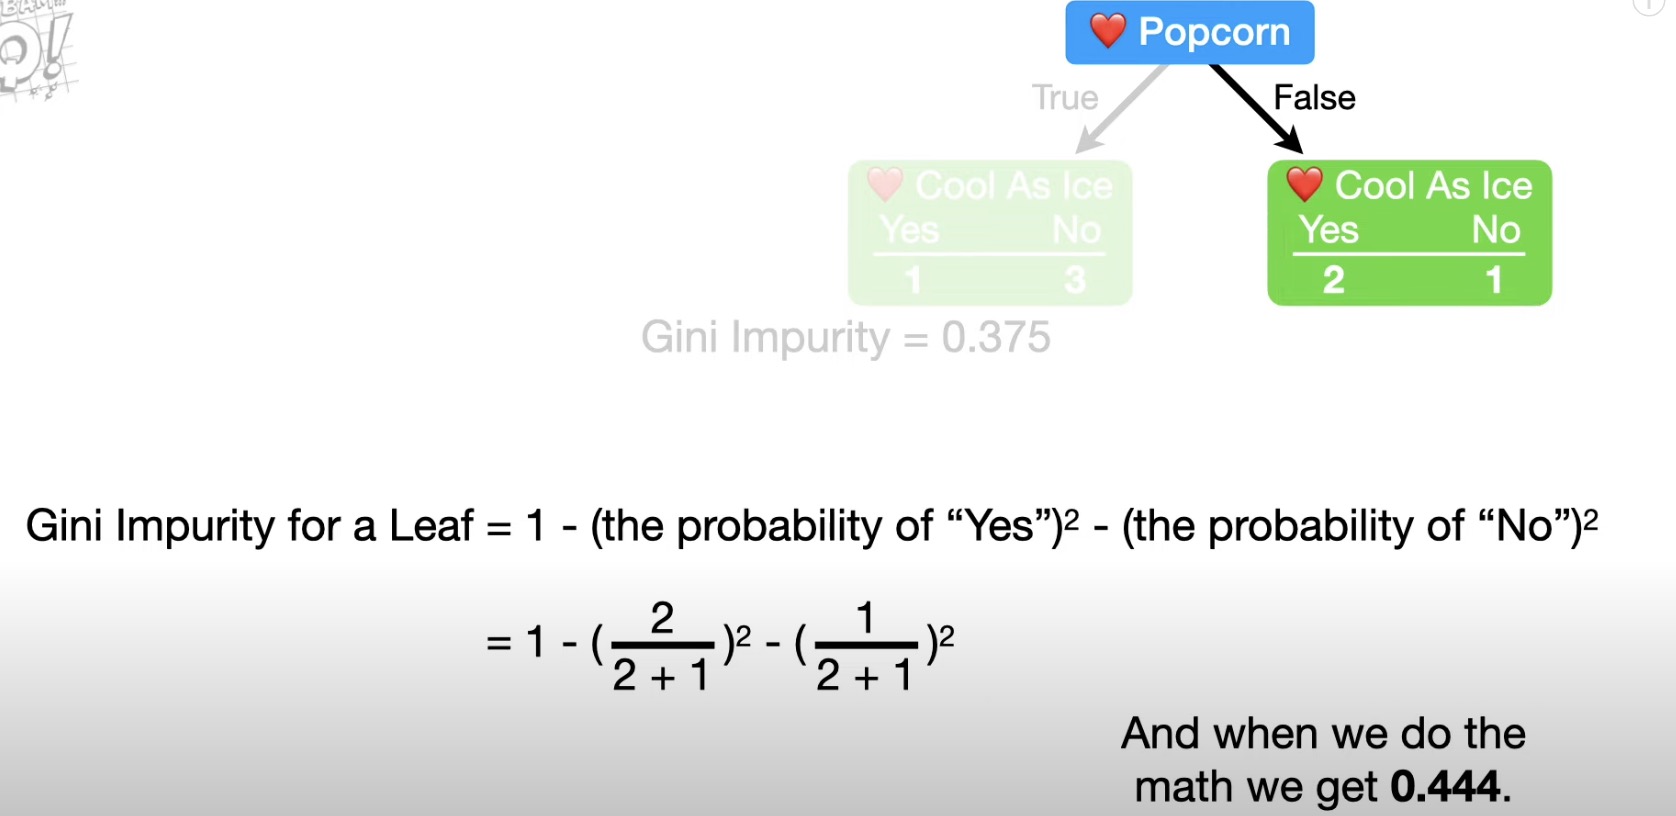 BAM!!!
❤️ Popcorn
True
False
❤️ Cool As Ice
Yes No
1 3
❤️ Cool As Ice
Yes No
2 1
Gini Impurity = 0.375
Gini Impurity for a Leaf = 1 - (the probability of “Yes”)² - (the probability of “No”)²
= 1 - (2/2 + 1)² - (1/2 + 1)²
And when we do the
math we get 0.444.